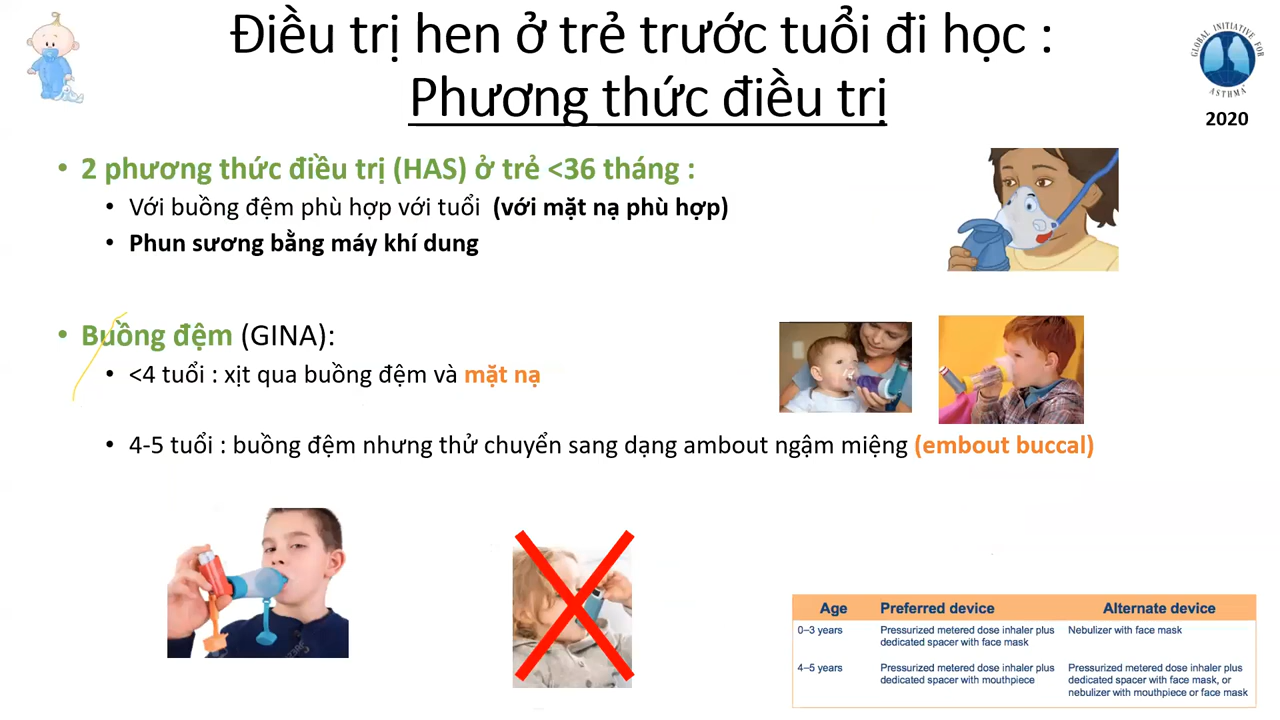 Điều trị hen ở trẻ trước tuổi đi học :
Phương thức điều trị
GLOBAL INITIATIVE FOR ASTHMA
2020
• 2 phương thức điều trị (HAS) ở trẻ <36 tháng :
• Với buồng đệm phù hợp với tuổi (với mặt nạ phù hợp)
• Phun sương bằng máy khí dung
• Buồng đệm (GINA):
• <4 tuổi : xịt qua buồng đệm và mặt nạ
• 4-5 tuổi : buồng đệm nhưng thử chuyển sang dạng ambout ngậm miệng (embout buccal)
Age Preferred device Alternate device
0–3 years Pressurized metered dose inhaler plus Nebulizer with face mask
dedicated spacer with face mask
4–5 years Pressurized metered dose inhaler plus Pressurized metered dose inhaler plus
dedicated spacer with mouthpiece dedicated spacer with face mask, or
nebulizer with mouthpiece or face mask